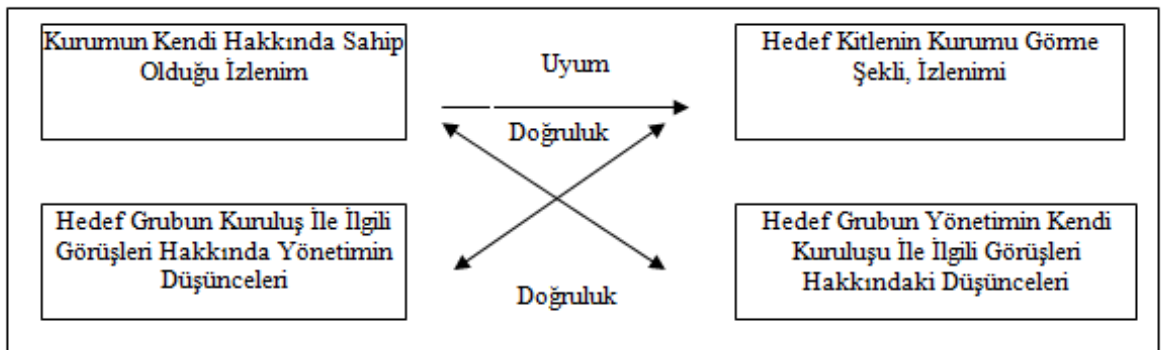 Kurumun Kendi Hakkında Sahip
Olduğu İzlenim
Uyum
Hedef Kitlenin Kurumu Görme
Şekli, İzlenimi
Doğruluk
Hedef Grubun Kuruluş İle İlgili
Görüşleri Hakkında Yönetimin
Düşünceleri
Doğruluk
Hedef Grubun Yönetimin Kendi
Kuruluşu İle İlgili Görüşleri
Hakkındaki Düşünceleri